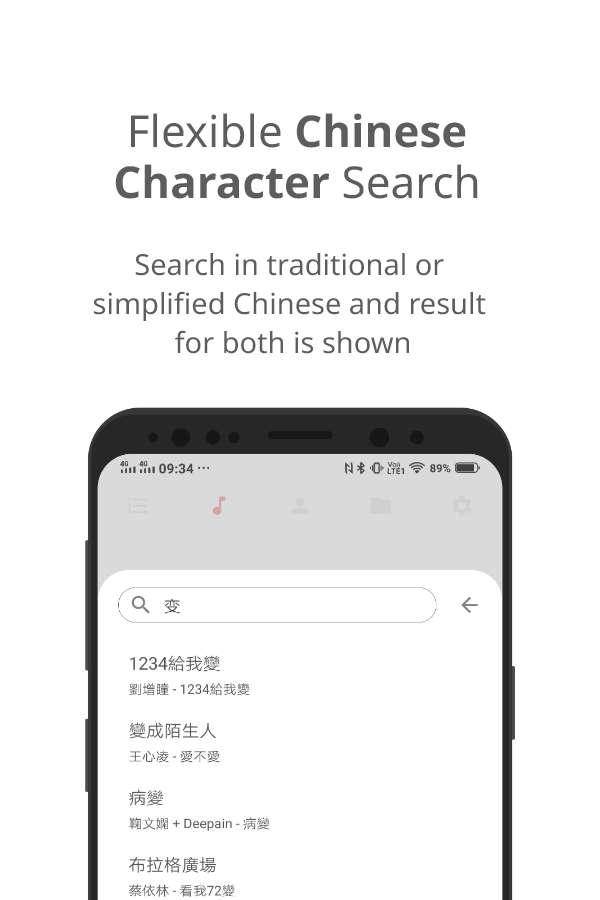 Flexible Chinese
Character Search
Search in traditional or
simplified Chinese and result
for both is shown
4G 4G 09:34 ··· VoD LTE1 89%
变
1234給我變
劉增瞳 - 1234給我變
變成陌生人
王心凌 - 愛不愛
病變
鞠文嫻 + Deepain - 病變
布拉格廣場
蔡依林 - 看我72變